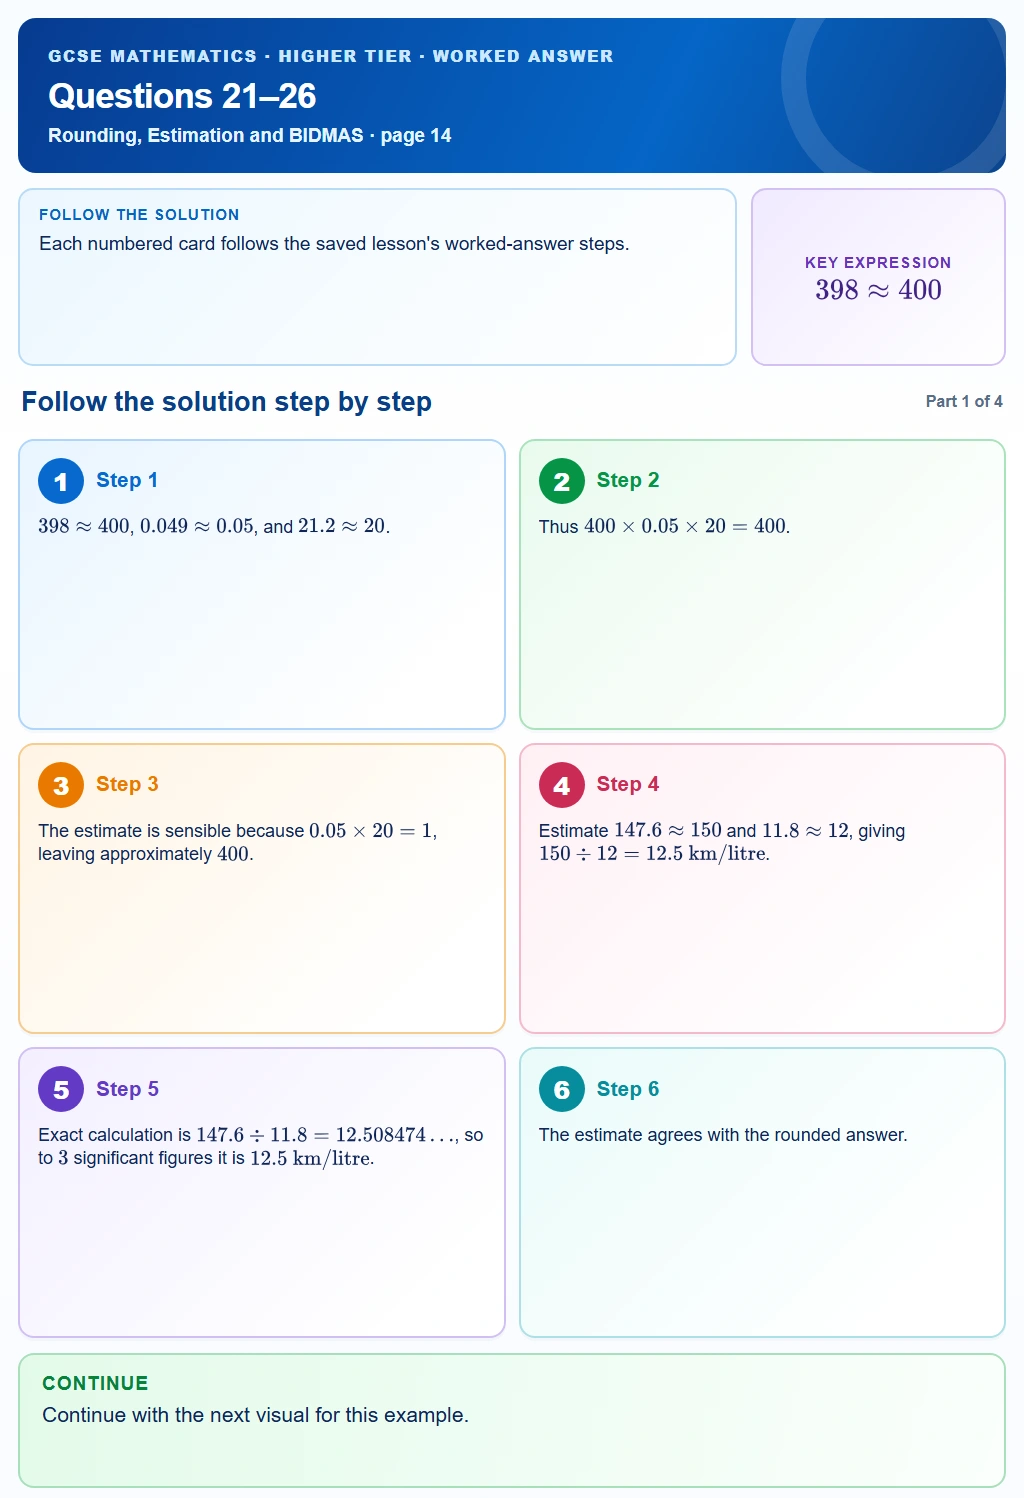 GCSE MATHEMATICS · HIGHER TIER · WORKED ANSWER
Questions 21–26
Rounding, Estimation and BIDMAS · page 14
FOLLOW THE SOLUTION
Each numbered card follows the saved lesson's worked-answer steps.
KEY EXPRESSION
398 ≈ 400
Follow the solution step by step
Part 1 of 4
1 Step 1
398 ≈ 400, 0.049 ≈ 0.05, and 21.2 ≈ 20.
2 Step 2
Thus 400 × 0.05 × 20 = 400.
3 Step 3
The estimate is sensible because 0.05 × 20 = 1,
leaving approximately 400.
4 Step 4
Estimate 147.6 ≈ 150 and 11.8 ≈ 12, giving
150 ÷ 12 = 12.5 km/litre.
5 Step 5
Exact calculation is 147.6 ÷ 11.8 = 12.508474 . . ., so
to 3 significant figures it is 12.5 km/litre.
6 Step 6
The estimate agrees with the rounded answer.
CONTINUE
Continue with the next visual for this example.